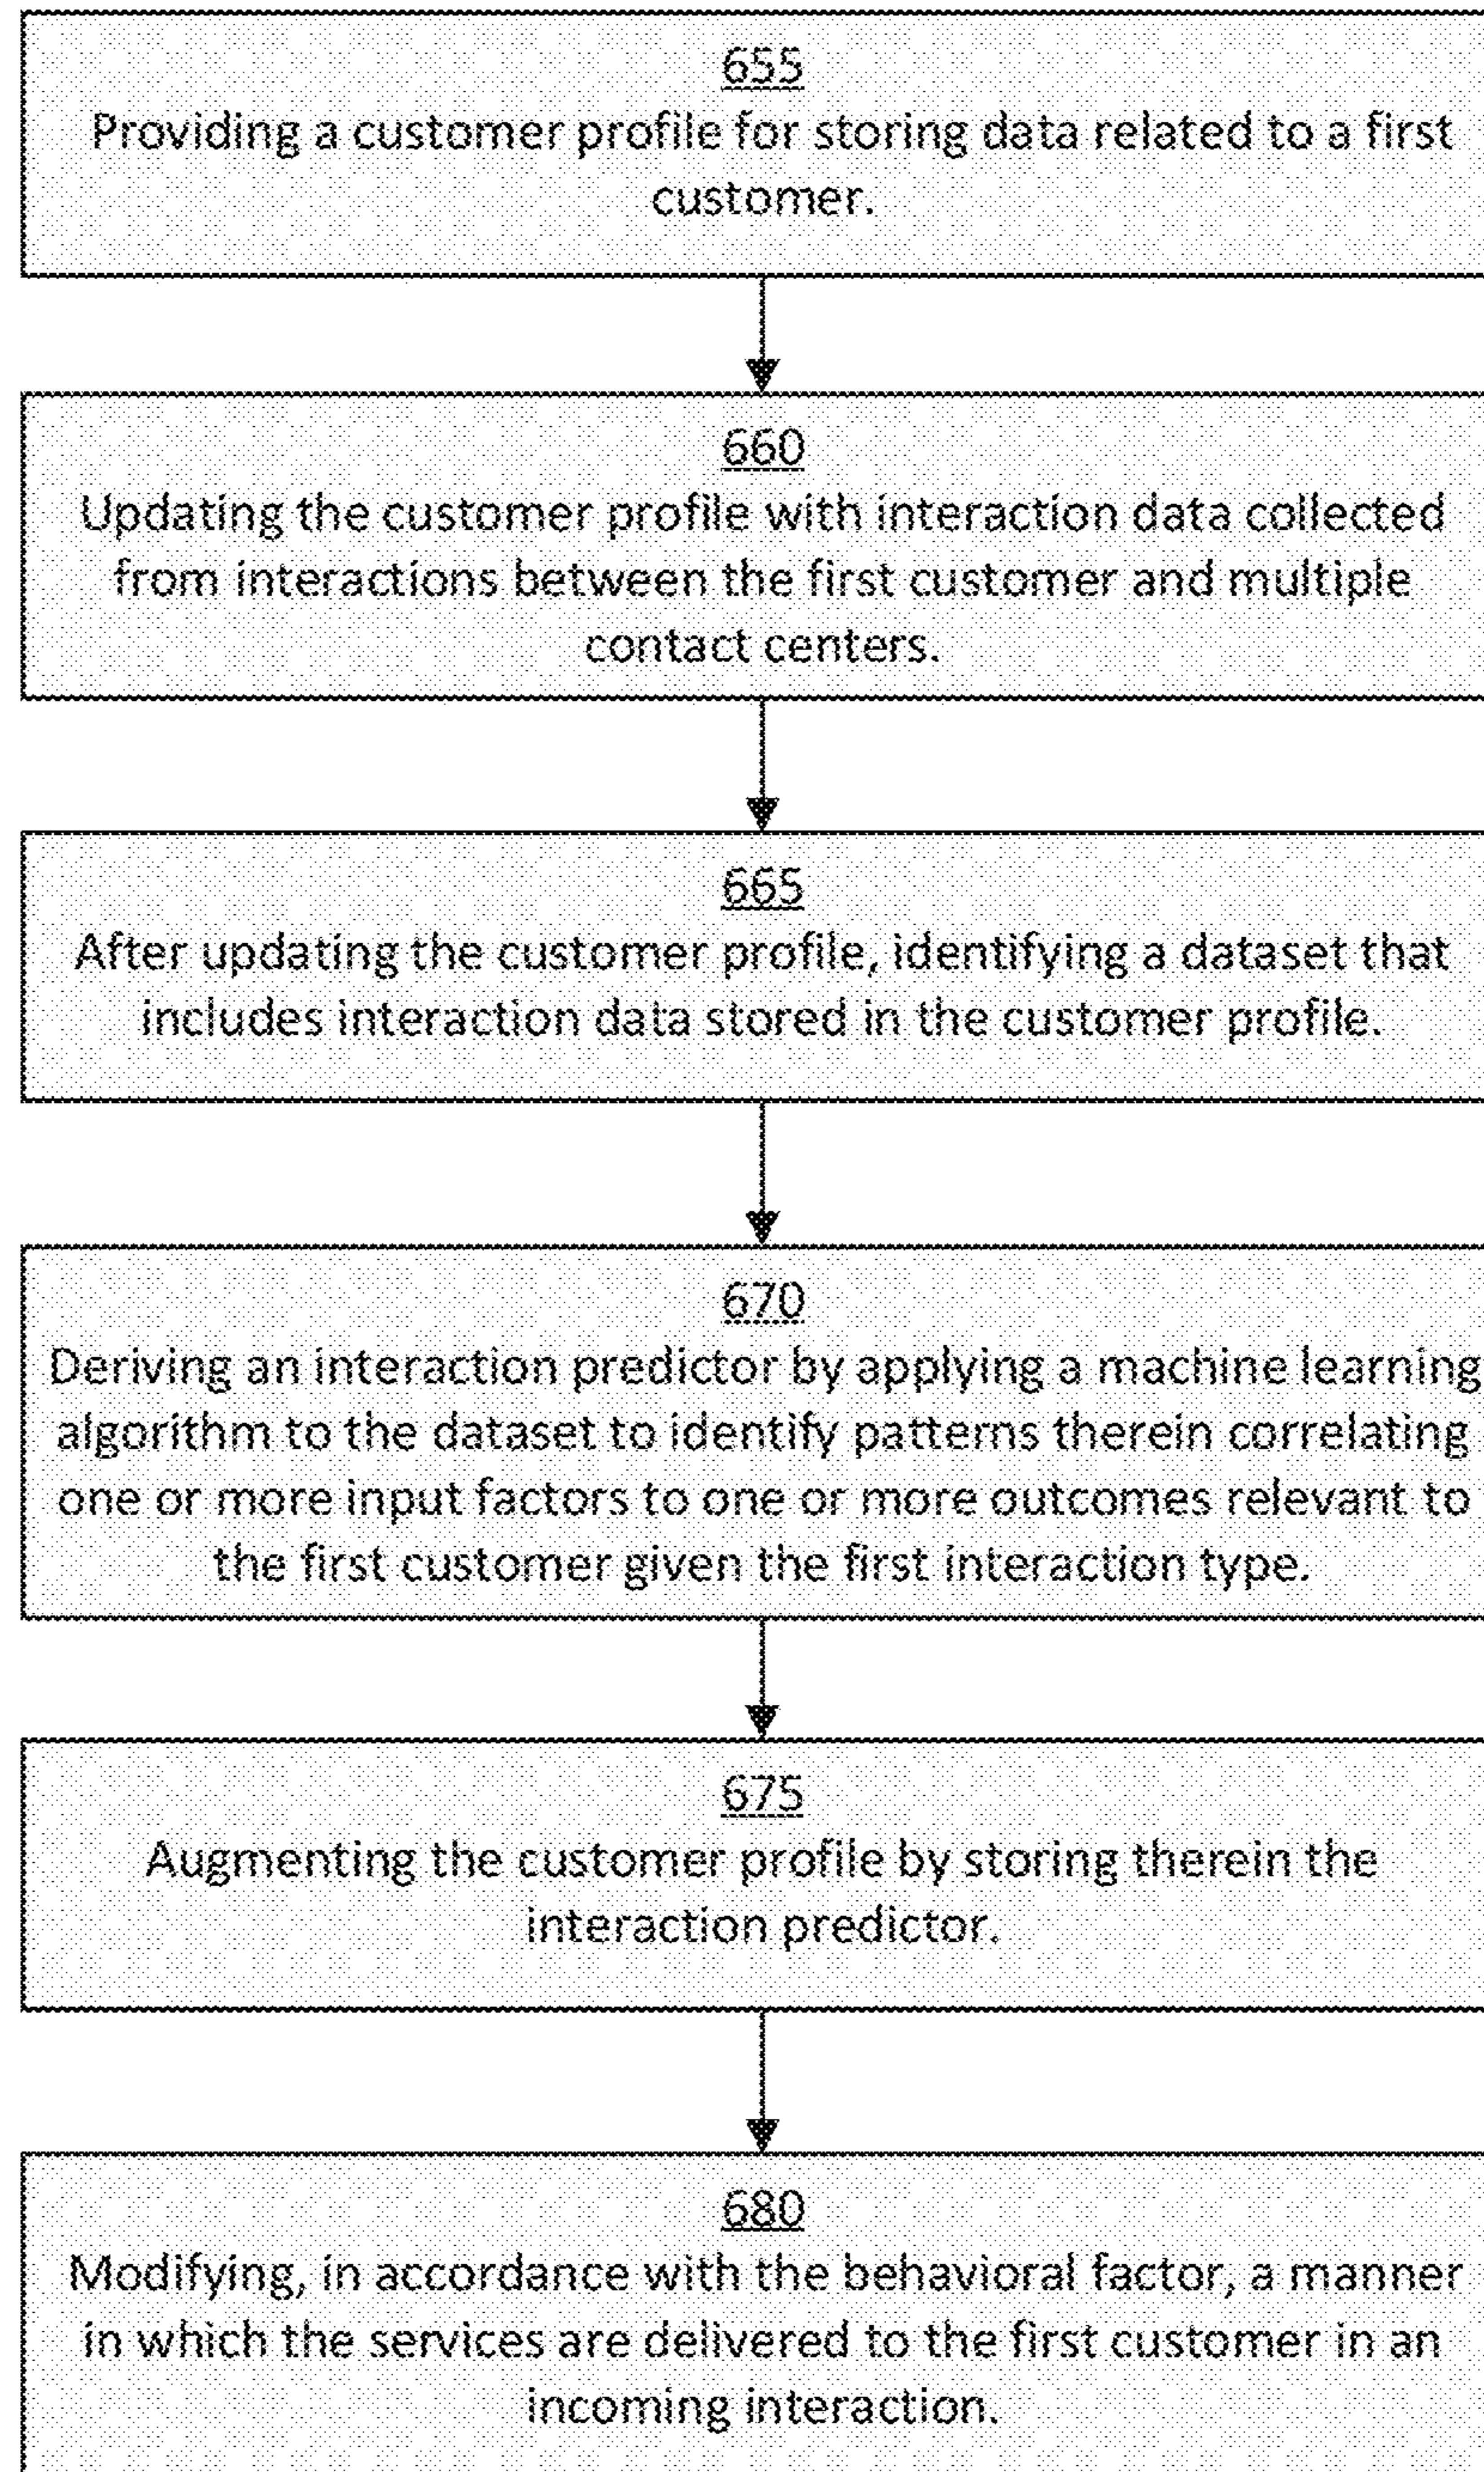 655
Providing a customer profile for storing data related to a first
customer.
660
Updating the customer profile with interaction data collected
from interactions between the first customer and multiple
contact centers.
665
After updating the customer profile, identifying a dataset that
includes interaction data stored in the customer profile.
670
Deriving an interaction predictor by applying a machine learning
algorithm to the dataset to identify patterns therein correlating
one or more input factors to one or more outcomes relevant to
the first customer given the first interaction type.
675
Augmenting the customer profile by storing therein the
interaction predictor.
680
Modifying, in accordance with the behavioral factor, a manner
in which the services are delivered to the first customer in an
incoming interaction.